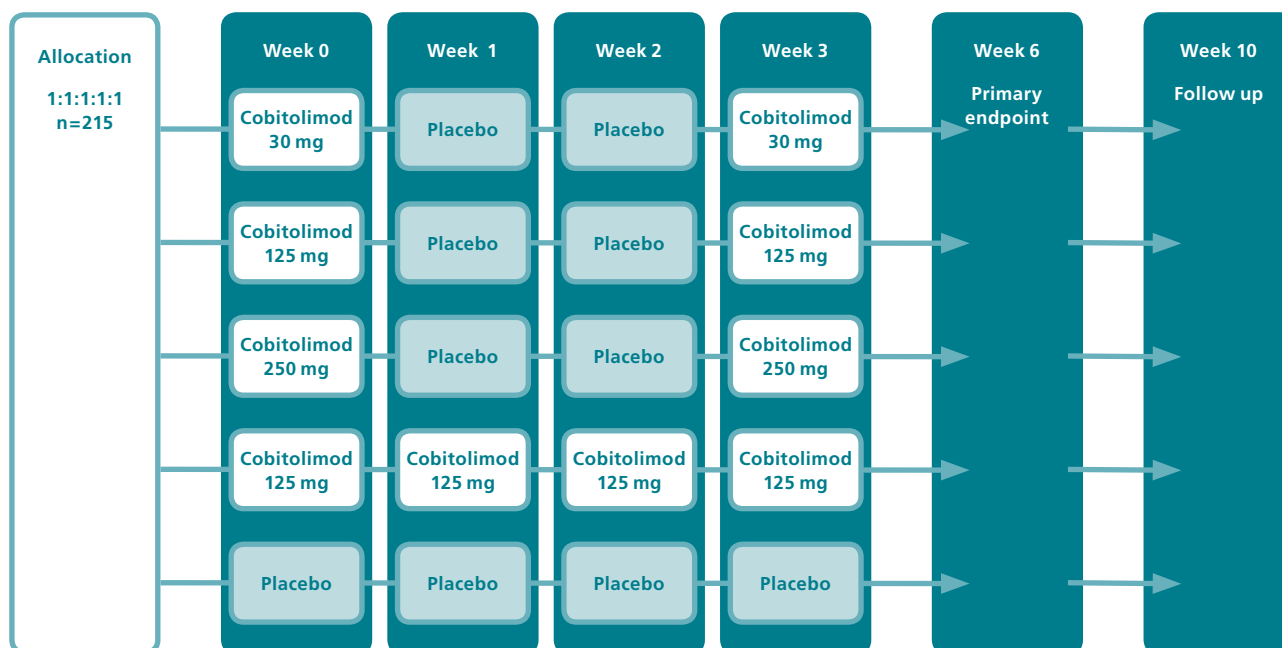 Allocation
1:1:1:1:1
n=215
Week 0
Week 1
Week 2
Week 3
Week 6
Primary
endpoint
Week 10
Follow up
Cobitolimod
30 mg
Placebo
Placebo
Cobitolimod
30 mg
Cobitolimod
125 mg
Placebo
Placebo
Cobitolimod
125 mg
Cobitolimod
250 mg
Placebo
Placebo
Cobitolimod
250 mg
Cobitolimod
125 mg
Cobitolimod
125 mg
Cobitolimod
125 mg
Cobitolimod
125 mg
Placebo
Placebo
Placebo
Placebo